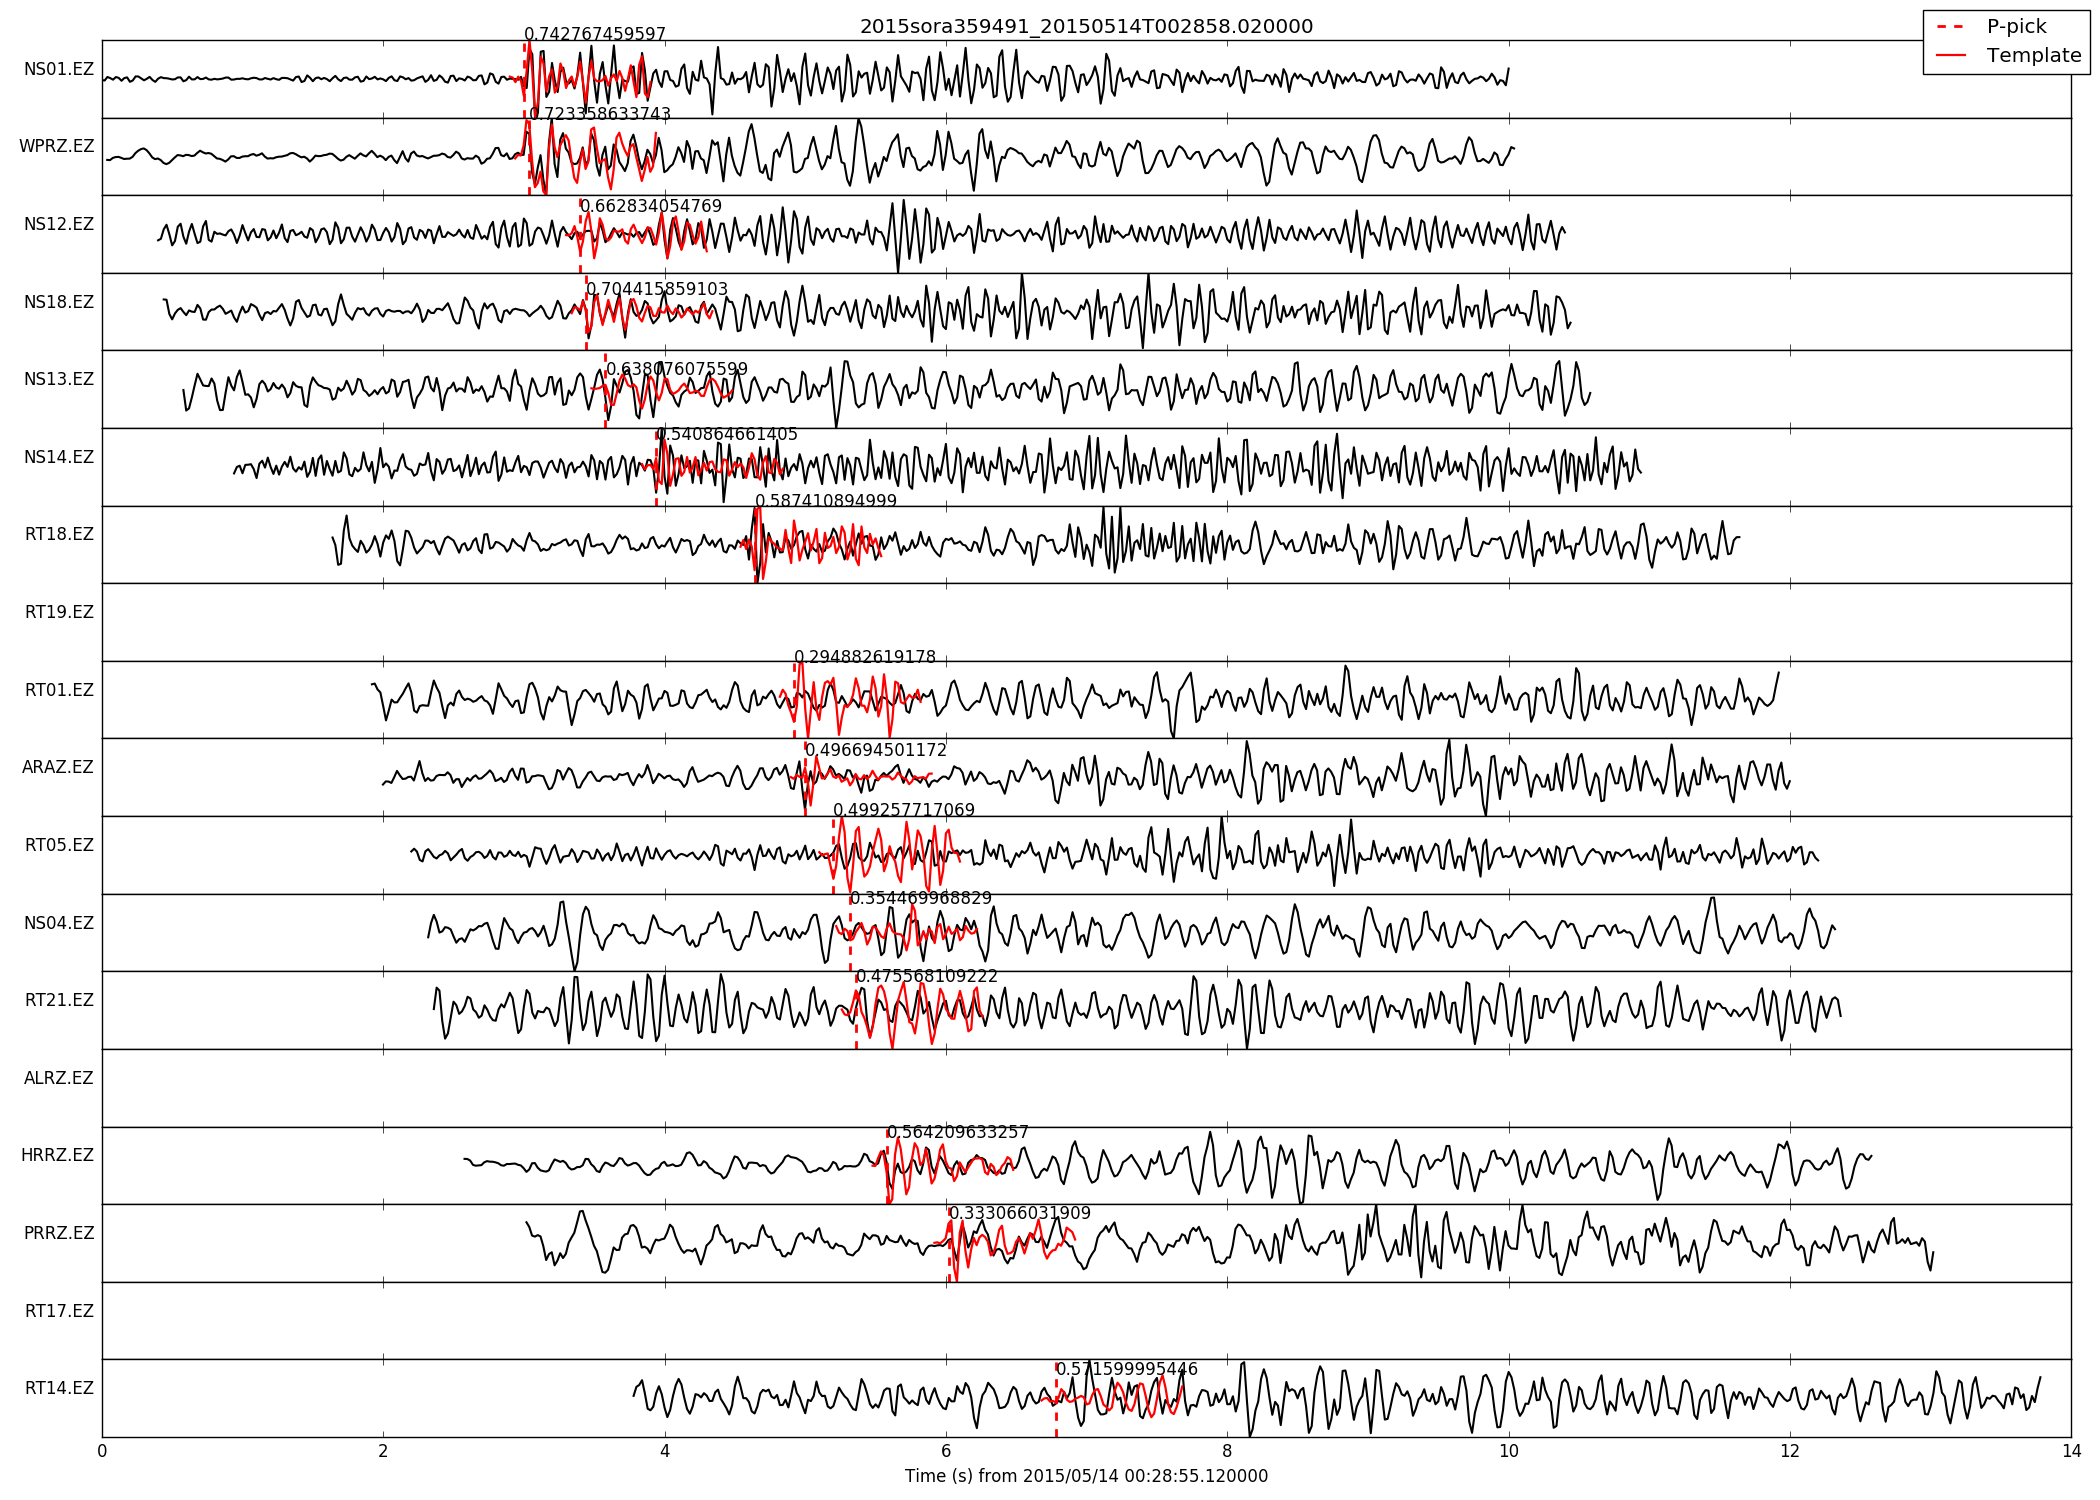 2015sora359491_20150514T002858.020000
P-pick
Template
NS01.EZ
0.742767459597
WPRZ.EZ
0.723358633743
NS12.EZ
0.662834054769
NS18.EZ
0.704415859103
NS13.EZ
0.638076075599
NS14.EZ
0.540864661405
RT18.EZ
0.587410894999
RT19.EZ
RT01.EZ
0.294882619178
ARAZ.EZ
0.496694501172
RT05.EZ
0.499257717069
NS04.EZ
0.354469968829
RT21.EZ
0.475568109222
ALRZ.EZ
HRRZ.EZ
0.564209633257
PRRZ.EZ
0.333066031909
RT17.EZ
RT14.EZ
0.571599995446
0 2 4 6 8 10 12 14
Time (s) from 2015/05/14 00:28:55.120000